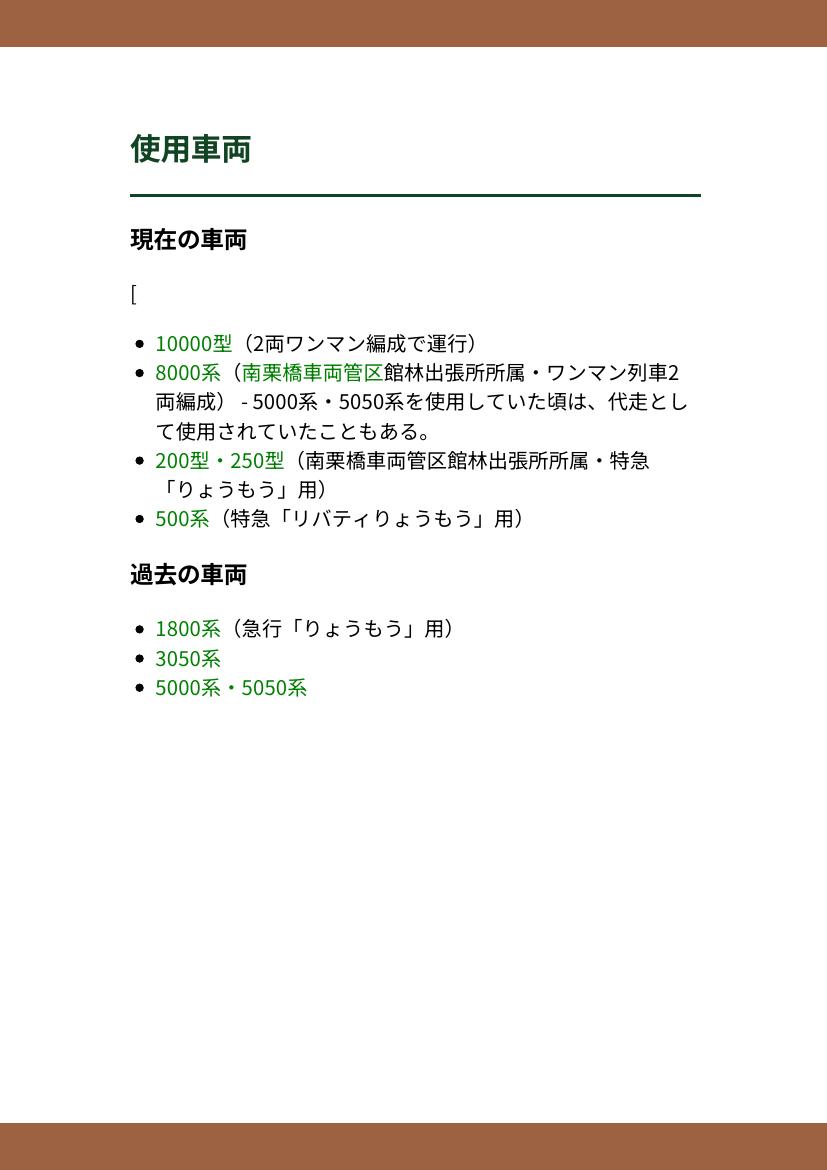 使用車両
現在の車両
[
• 10000型（2両ワンマン編成で運行）
• 8000系（南栗橋車両管区館林出張所所属・ワンマン列車2
両編成） - 5000系・5050系を使用していた頃は、代走とし
て使用されていたこともある。
• 200型・250型（南栗橋車両管区館林出張所所属・特急
「りょうもう」用）
• 500系（特急「リバティりょうもう」用）
過去の車両
• 1800系（急行「りょうもう」用）
• 3050系
• 5000系・5050系